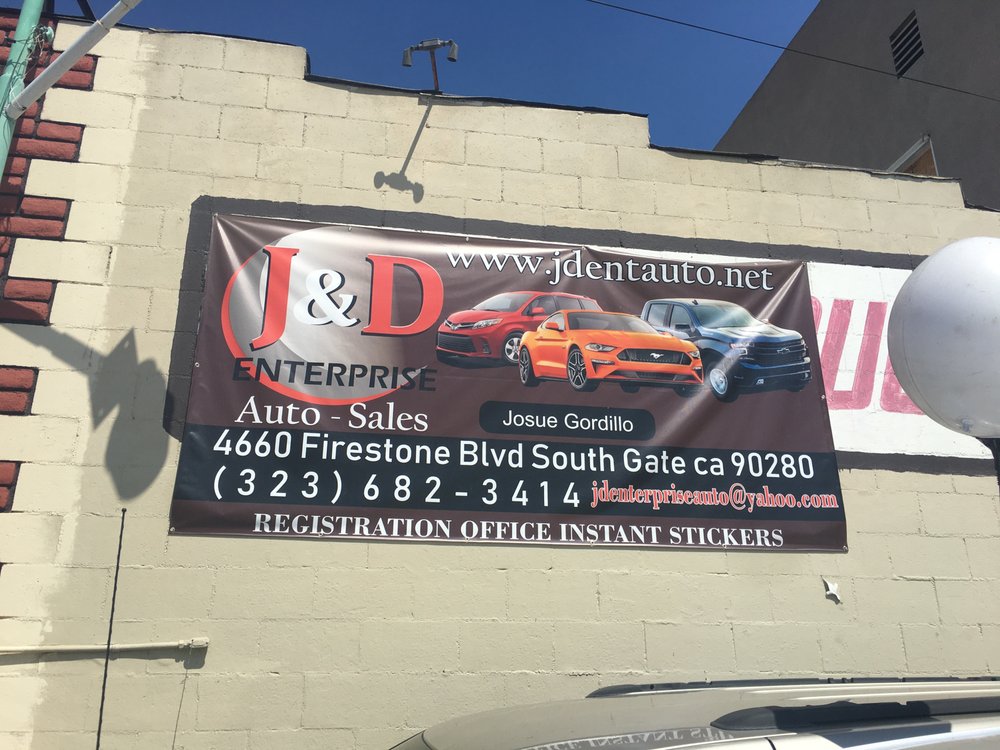 www.jdentauto.net
J&D
ENTERPRISE
Auto - Sales
Josue Gordillo
4660 Firestone Blvd South Gate ca 90280
(323) 682-3414 jdenterpriseauto@yahoo.com
REGISTRATION OFFICE INSTANT STICKERS